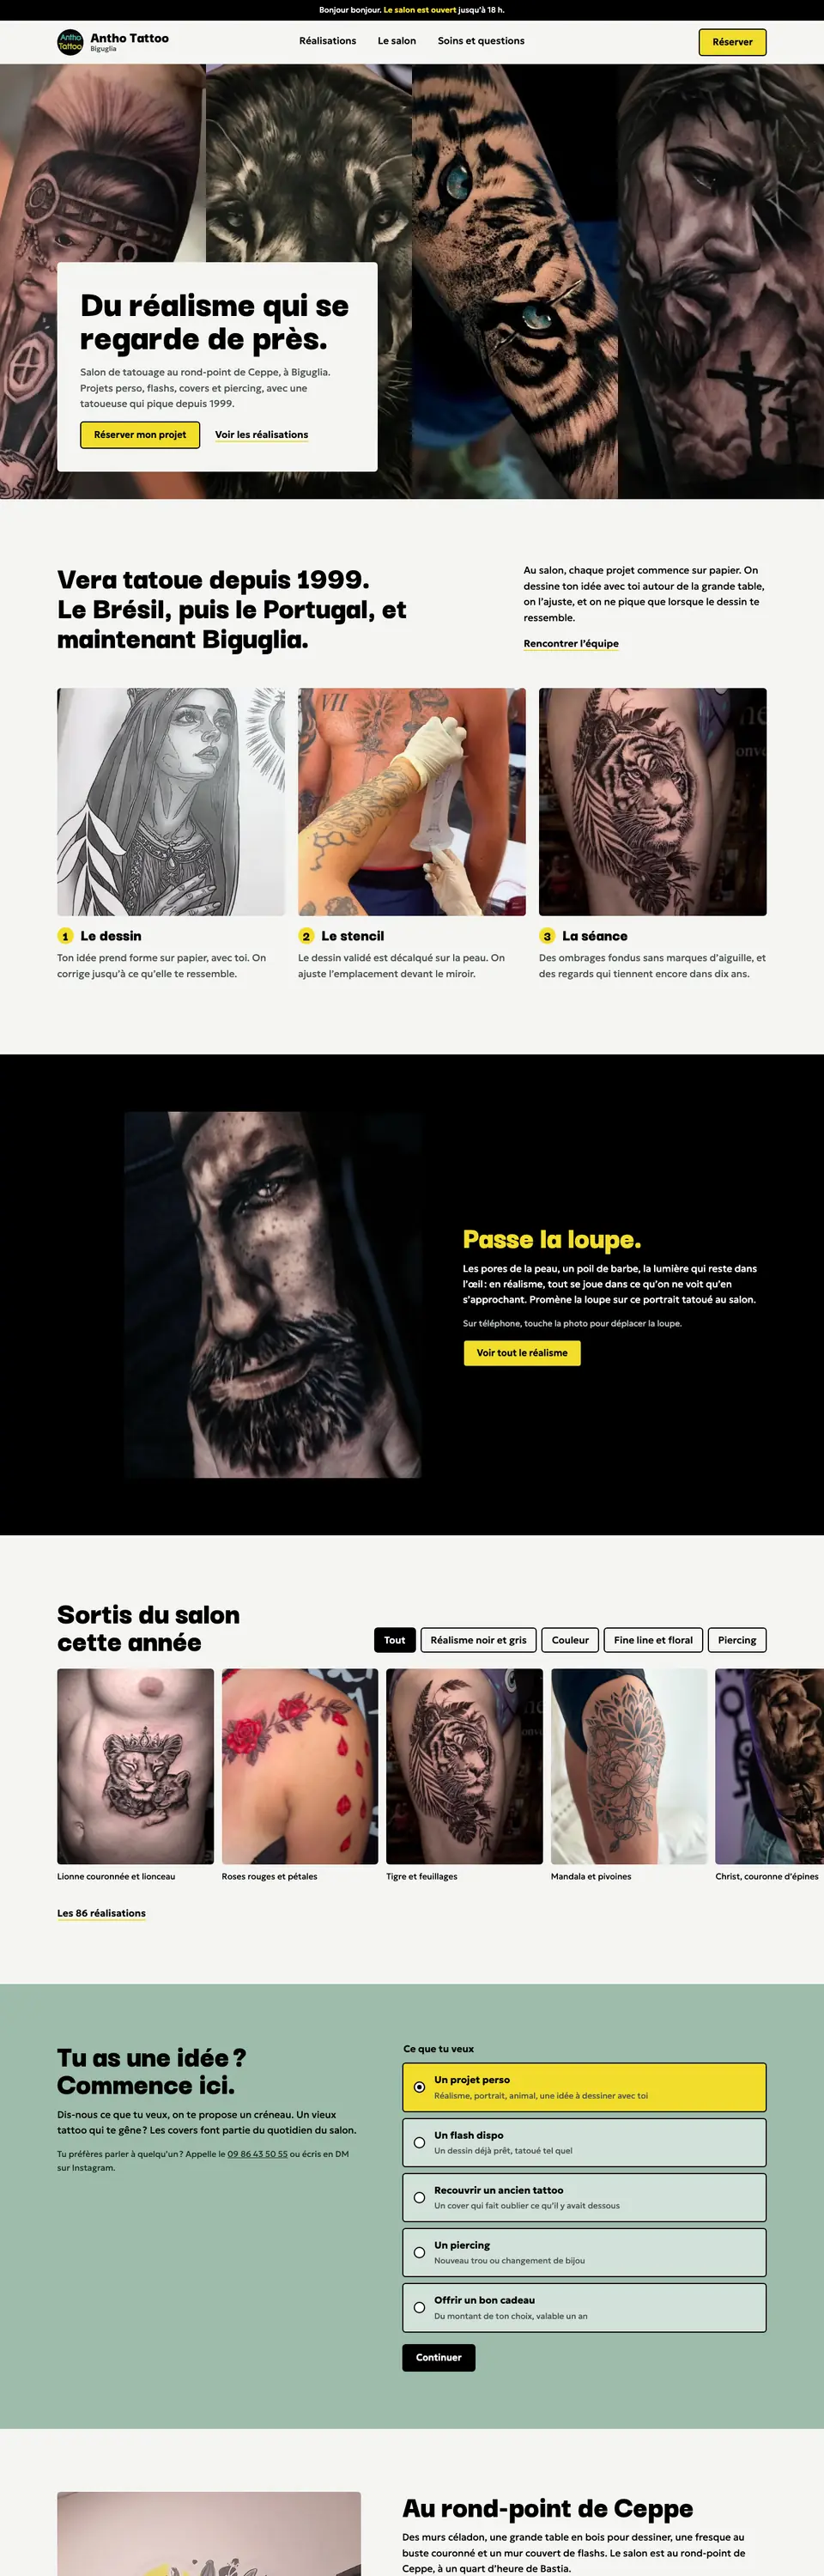 Bonjour bonjour. Le salon est ouvert jusqu'à 18 h.
Antho Tattoo
Antho Tattoo
Biguglia
Réalisations
Le salon
Soins et questions
Réserver
Du réalisme qui se
regarde de près.
Salon de tatouage au rond-point de Ceppe, à Biguglia.
Projets perso, flashs, covers et piercing, avec une
tatoueuse qui pique depuis 1999.
Réserver mon projet
Voir les réalisations
Vera tatoue depuis 1999.
Le Brésil, puis le Portugal, et
maintenant Biguglia.
Au salon, chaque projet commence sur papier. On
dessine ton idée avec toi autour de la grande table,
on l'ajuste, et on ne pique que lorsque le dessin te
ressemble.
Rencontrer l'équipe
VII
1 Le dessin
Ton idée prend forme sur papier, avec toi. On
corrige jusqu'à ce qu'elle te ressemble.
2 Le stencil
Le dessin validé est décalqué sur la peau. On
ajuste l'emplacement devant le miroir.
3 La séance
Des ombrages fondus sans marques d'aiguille, et
des regards qui tiennent encore dans dix ans.
Passe la loupe.
Les pores de la peau, un poil de barbe, la lumière qui reste dans
l'œil : en réalisme, tout se joue dans ce qu'on ne voit qu'en
s'approchant. Promène la loupe sur ce portrait tatoué au salon.
Sur téléphone, touche la photo pour déplacer la loupe.
Voir tout le réalisme
Sortis du salon
cette année
Tout
Réalisme noir et gris
Couleur
Fine line et floral
Piercing
Lionne couronnée et lionceau
Roses rouges et pétales
Tigre et feuillages
Mandala et pivoines
Christ, couronne d'épines
Les 86 réalisations
Tu as une idée ?
Commence ici.
Dis-nous ce que tu veux, on te propose un créneau. Un vieux
tattoo qui te gêne ? Les covers font partie du quotidien du salon.
Tu préfères parler à quelqu'un ? Appelle le 09 86 43 50 55 ou écris en DM
sur Instagram.
Ce que tu veux
Un projet perso
Réalisme, portrait, animal, une idée à dessiner avec toi
Un flash dispo
Un dessin déjà prêt, tatoué tel quel
Recouvrir un ancien tattoo
Un cover qui fait oublier ce qu'il y avait dessous
Un piercing
Nouveau trou ou changement de bijou
Offrir un bon cadeau
Du montant de ton choix, valable un an
Continuer
Au rond-point de Ceppe
Des murs céladon, une grande table en bois pour dessiner, une fresque au
buste couronné et un mur couvert de flashs. Le salon est au rond-point de
Ceppe, à un quart d'heure de Bastia.